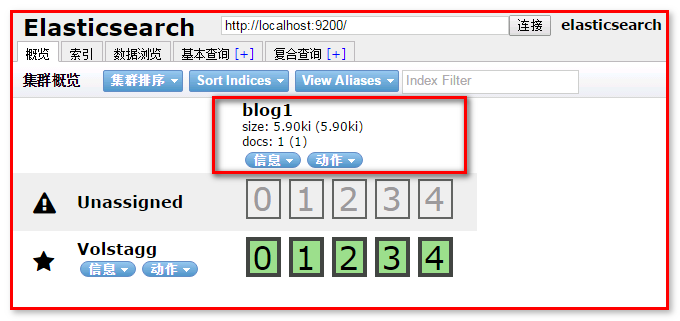 Elasticsearch http://localhost:9200/ 连接 elasticsearch
概览 索引 数据浏览 基本查询 [+] 复合查询 [+]
集群概览 集群排序 Sort Indices View Aliases Index Filter
blog1
size: 5.90ki (5.90ki)
docs: 1 (1)
信息 动作
Unassigned 0 1 2 3 4
Volstagg 0 1 2 3 4
信息 动作